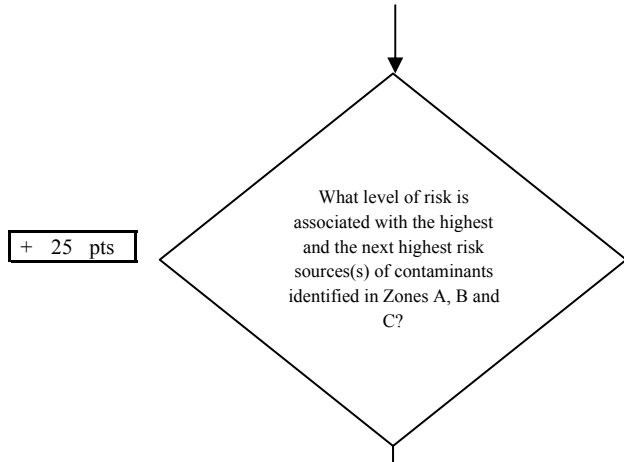 What level of risk is
associated with the highest
and the next highest risk
sources(s) of contaminants
identified in Zones A, B and
C?
+ 25 pts